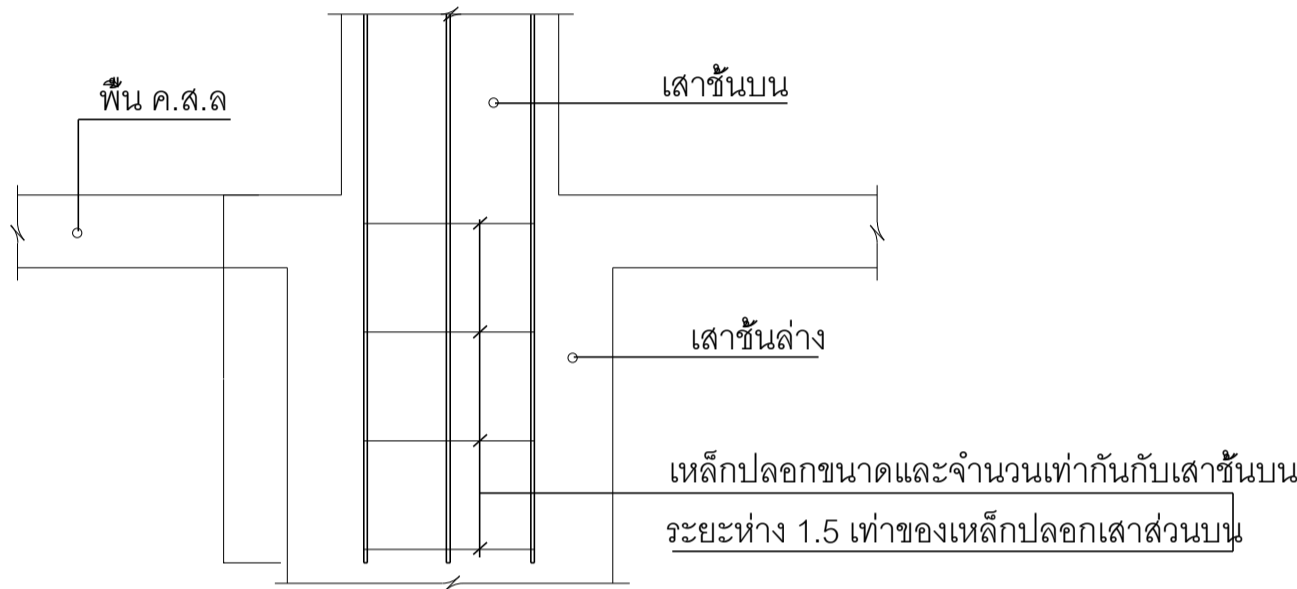 พื้น ค.ส.ล
เสาชั้นบน
เสาชั้นล่าง
เหล็กปลอกขนาดและจำนวนเท่ากันกับเสาชั้นบน
ระยะห่าง 1.5 เท่าของเหล็กปลอกเสาส่วนบน